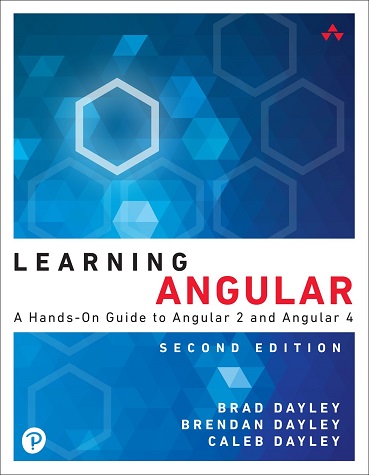 LEARNING
ANGULAR
A Hands-On Guide to Angular 2 and Angular 4
SECOND EDITION
BRAD DAYLEY
BRENDAN DAYLEY
CALEB DAYLEY
P